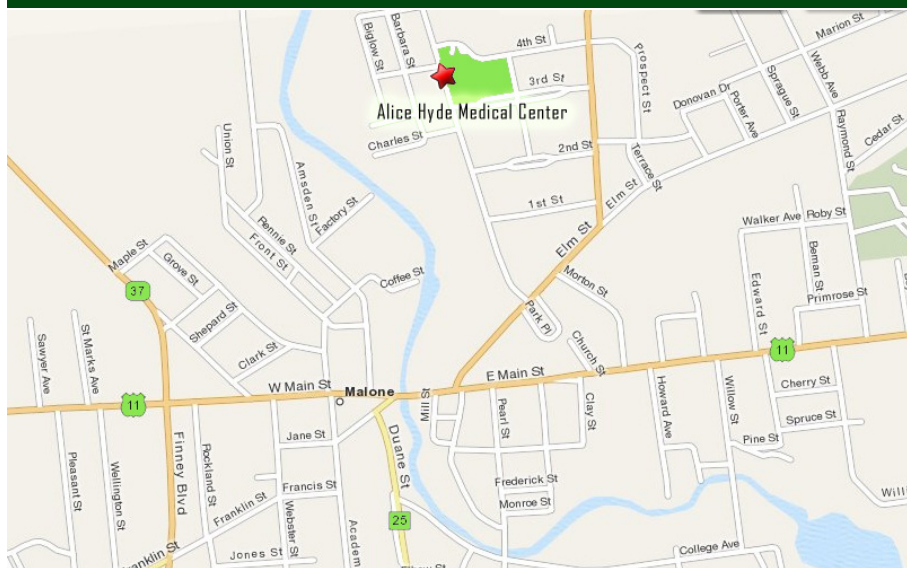 4th St
Marion St
Barbara St
Biglow St
Prospect St
Webb Ave
Sprague St
3rd St
Donovan Dr
Porter Ave
Alice Hyde Medical Center
Raymond St
Cedar St
Charles St
2nd St
Union St
Amsden St
Terrace St
Elm St
1st St
Factory St
Walker Ave
Roby St
Rennie St
Front St
Elm St
Maple St
Grove St
Coffee St
Morton St
Beman St
Edward St
37
Primrose St
Park Pl
Shepard St
Church St
St Marks Ave
Sawyer Ave
Clark St
11
E Main St
W Main St
Malone
11
Mill St
Cherry St
Howard Ave
Willow St
Clay St
Pearl St
Spruce St
Jane St
Duane St
Pine St
Finney Blvd
Rockland St
Pleasant St
Wellington St
Frederick St
Francis St
Monroe St
Willi
Franklin St
Webster St
25
Academ
Jones St
College Ave
anklin St